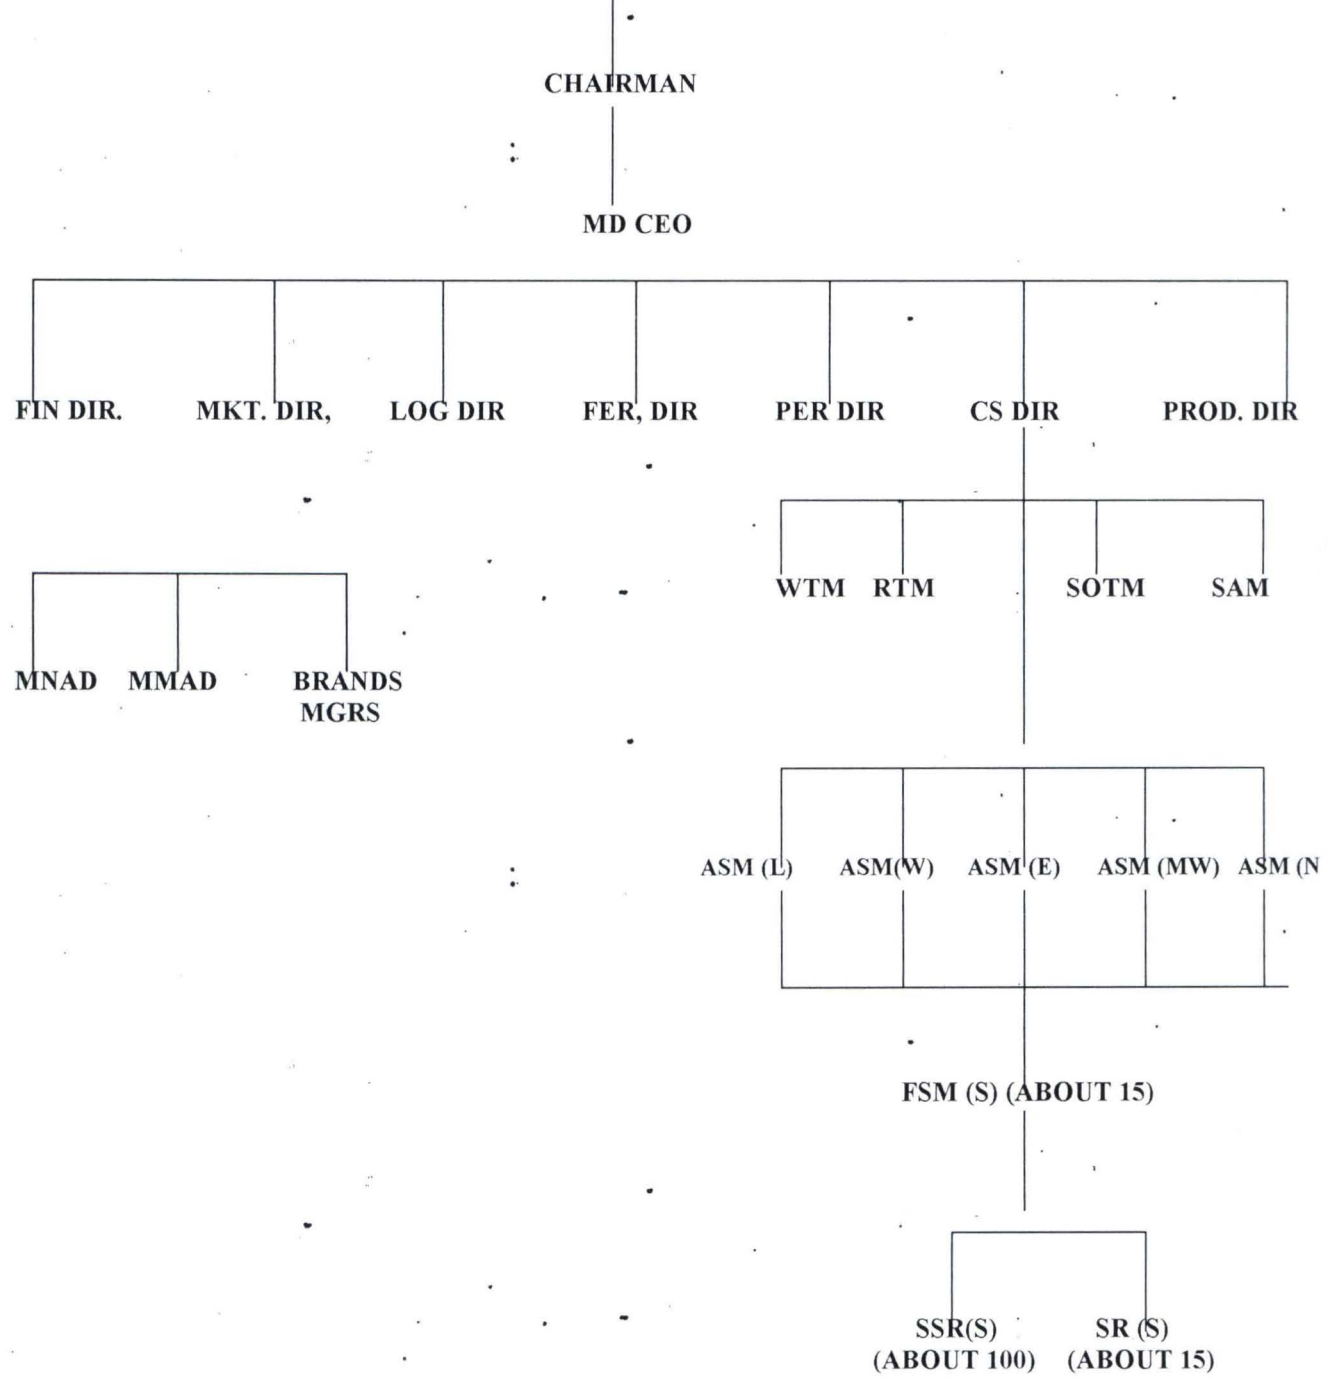 CHAIRMAN
MD CEO
FIN DIR. MKT. DIR, LOG DIR FER, DIR PER DIR CS DIR PROD. DIR
WTM RTM SOTM SAM
MNAD MMAD BRANDS
MGRS
ASM (L) ASM(W) ASM (E) ASM (MW) ASM (N
FSM (S) (ABOUT 15)
SSR(S) SR (S)
(ABOUT 100) (ABOUT 15)